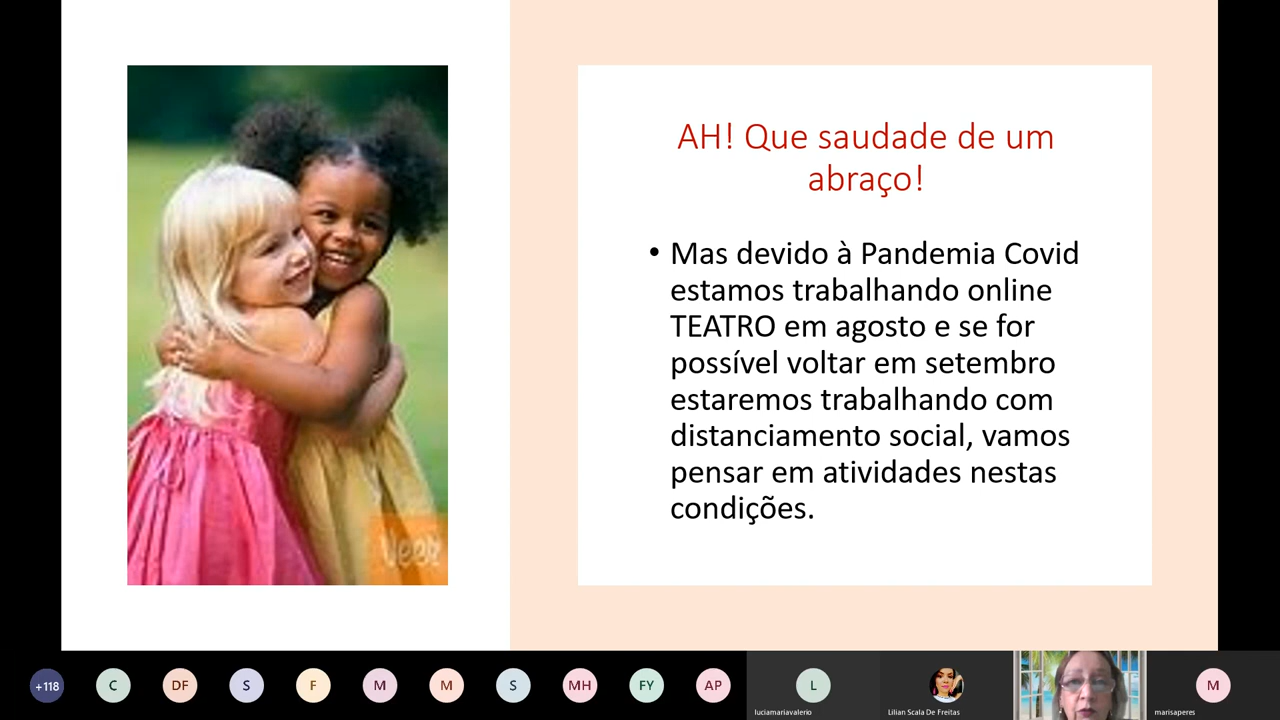 AH! Que saudade de um
abraço!
• Mas devido à Pandemia Covid
estamos trabalhando online
TEATRO em agosto e se for
possível voltar em setembro
estaremos trabalhando com
distanciamento social, vamos
pensar em atividades nestas
condições.
+118
C
DF
S
F
M
M
S
MH
FY
AP
L
M
luciamariavalerio
Lilian Scala De Freitas
marisaperes